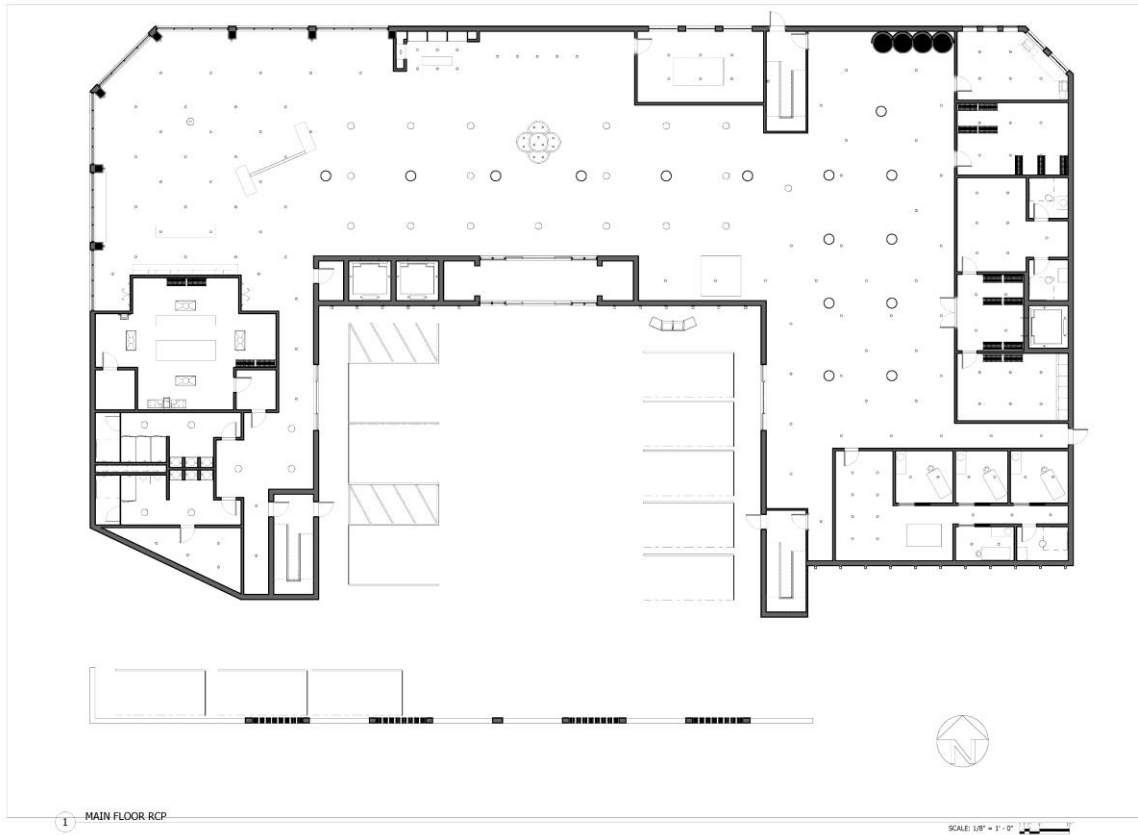 N
1 MAIN FLOOR RCP
SCALE: 1/8" = 1' - 0"